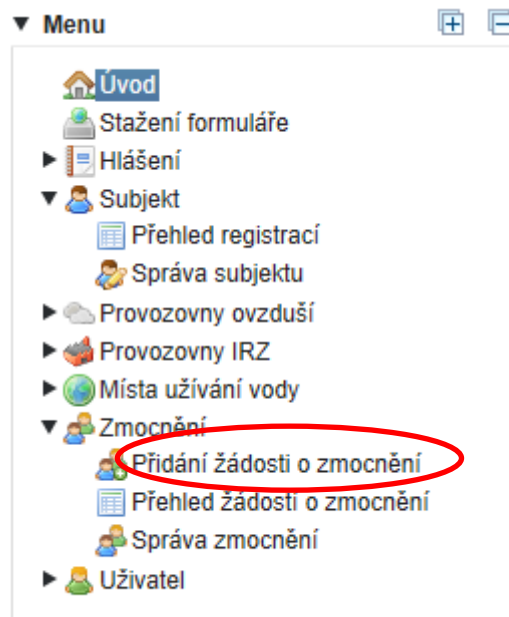 Menu
Úvod
Stažení formuláře
Hlášení
Subjekt
Přehled registrací
Správa subjektu
Provozovny ovzduší
Provozovny IRZ
Místa užívání vody
Zmocnění
Přidání žádosti o zmocnění
Přehled žádostí o zmocnění
Správa zmocnění
Uživatel